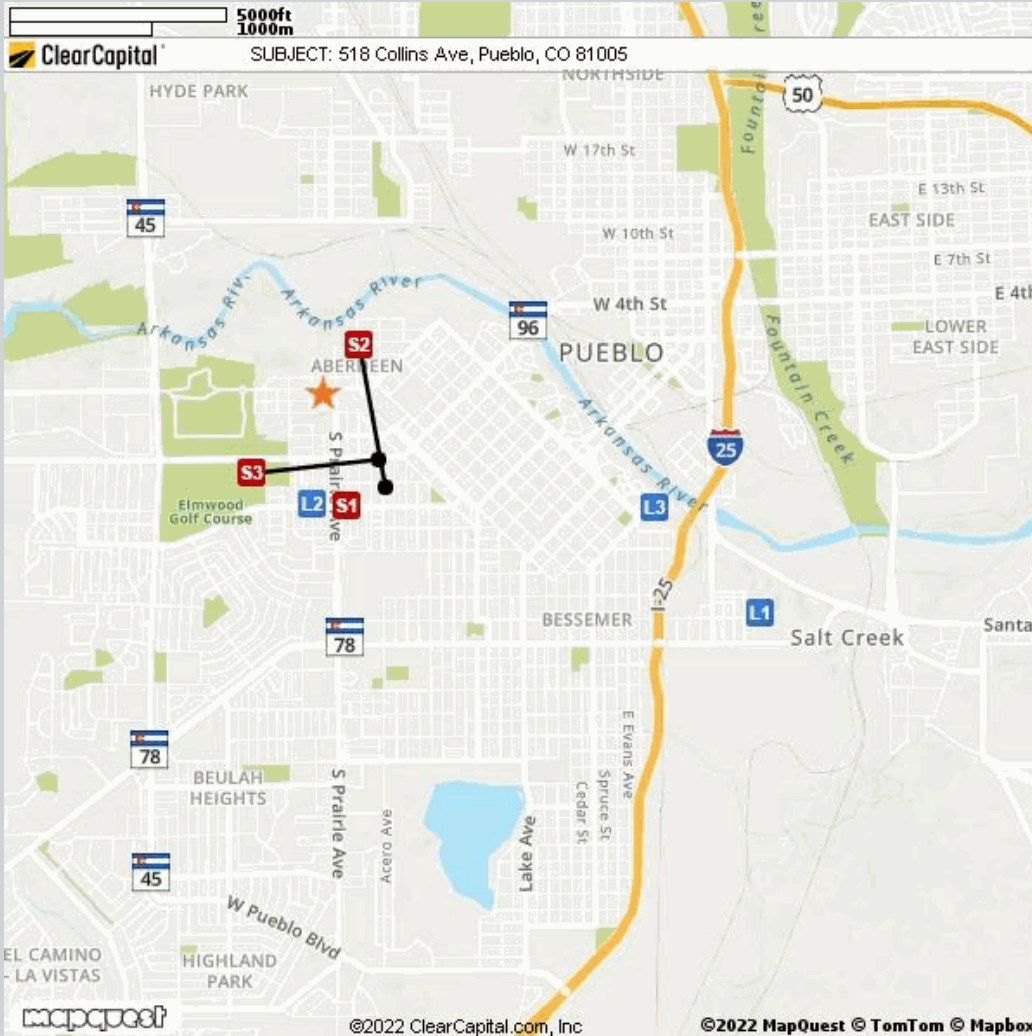 5000ft
1000m
ClearCapital
SUBJECT: 518 Collins Ave, Pueblo, CO 81005
NORTHSIDE
HYDE PARK
50
Fountain
W 17th St
E 13th St
45
EAST SIDE
W 10th St
E 7th St
Arkansas River
Arkansas River
W 4th St
E 4th
96
S2
LOWER
EAST SIDE
PUEBLO
ABERDEEN
Fountain Creek
Arkansas River
25
S Prairie Ave
S3
L2
S1
L3
Elmwood
Golf Course
I-25
L1
BESSEMER
Salt Creek
Santa
78
78
BEULAH
HEIGHTS
S Prairie Ave
Acero Ave
Lake Ave
Cedar St
Spruce St
E Evans Ave
45
W Pueblo Blvd
EL CAMINO
- LA VISTAS
HIGHLAND
PARK
mapquest
©2022 ClearCapital.com, Inc
©2022 MapQuest © TomTom © Mapbox